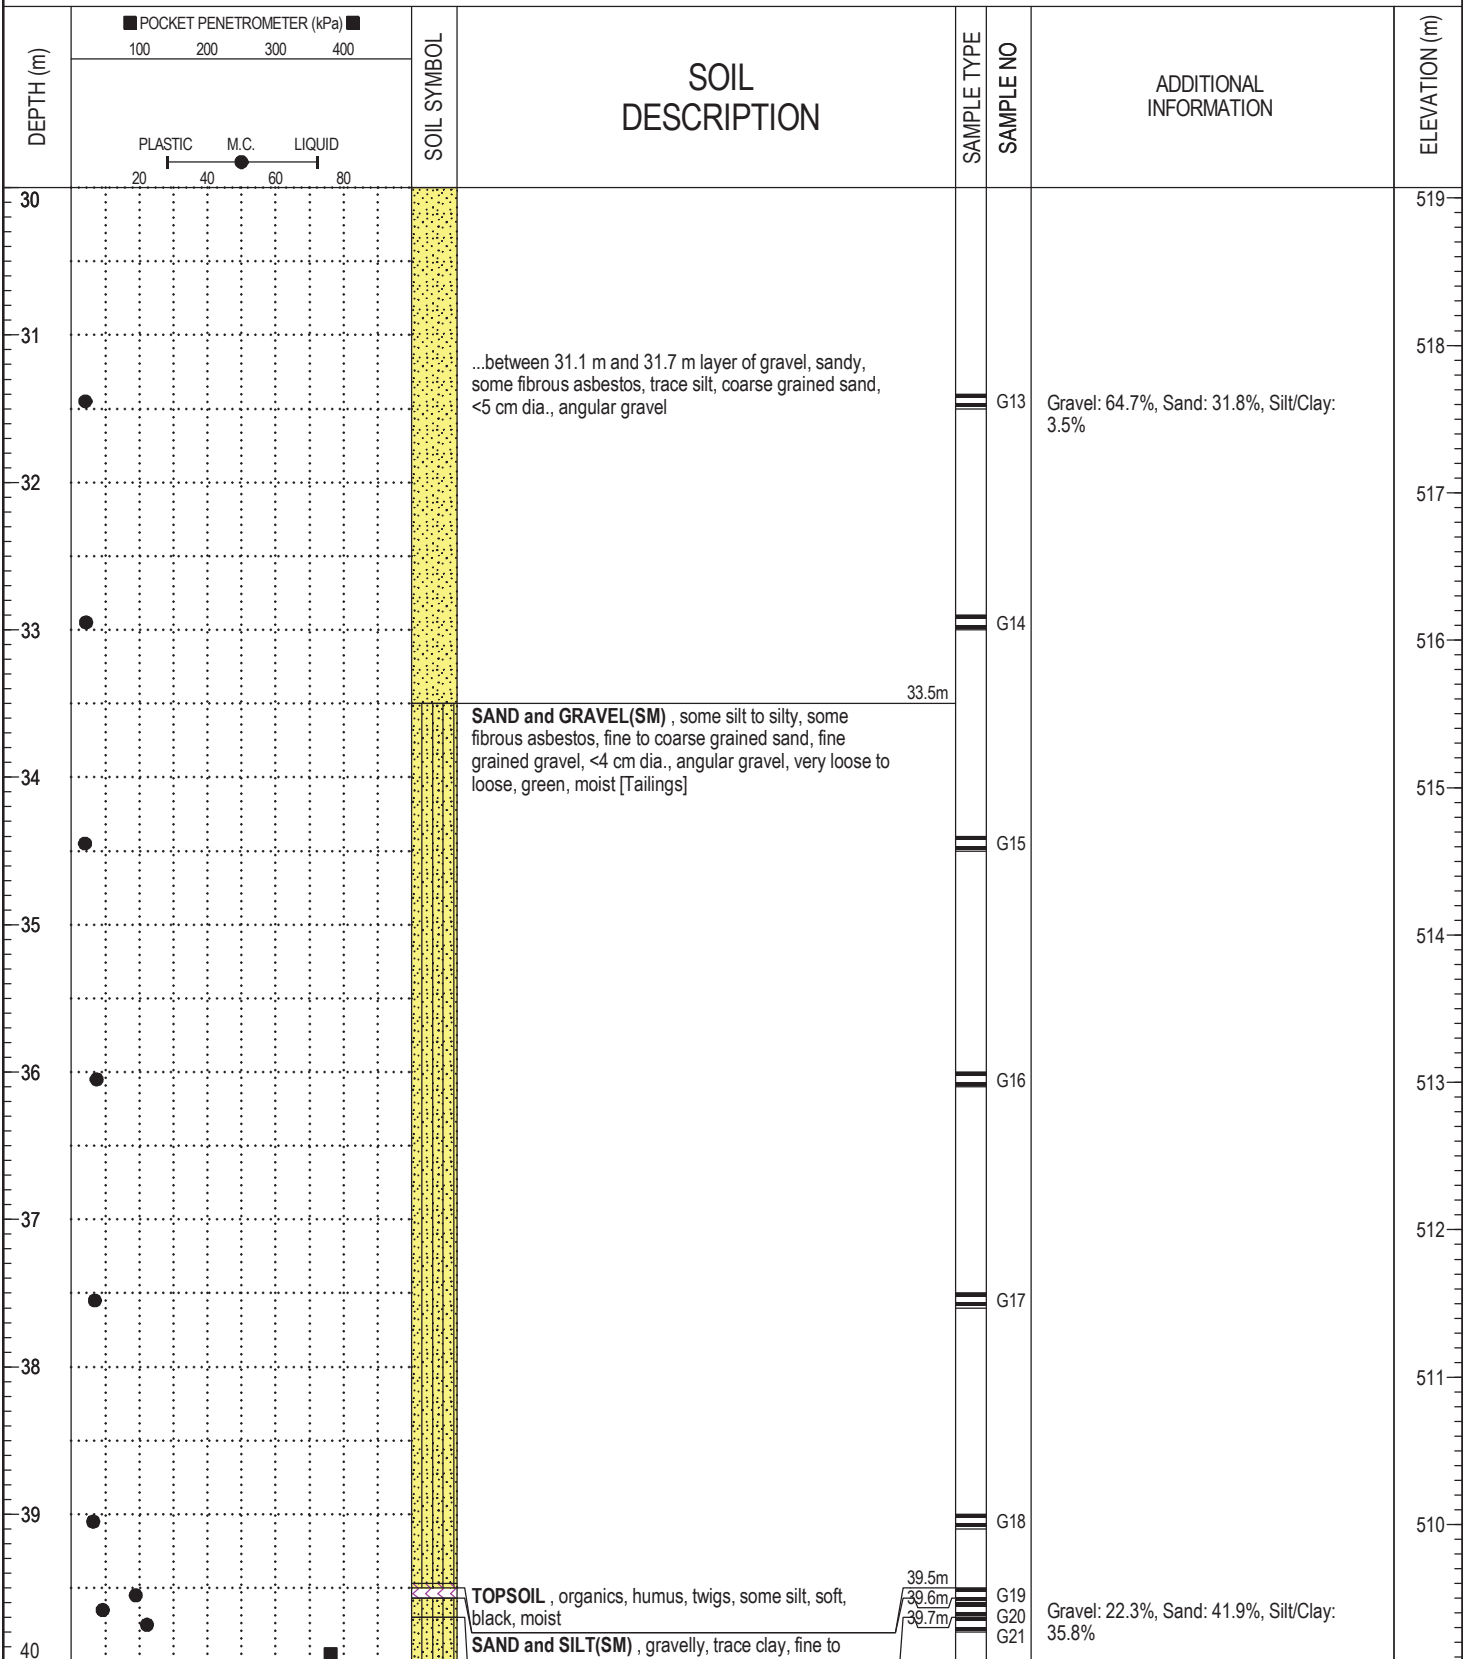 POCKET PENETROMETER (kPa)
100 200 300 400
PLASTIC M.C. LIQUID
20 40 60 80
DEPTH (m)
SOIL SYMBOL
SOIL
DESCRIPTION
SAMPLE TYPE
SAMPLE NO
ADDITIONAL
INFORMATION
ELEVATION (m)
30
519
31
518
...between 31.1 m and 31.7 m layer of gravel, sandy,
some fibrous asbestos, trace silt, coarse grained sand,
<5 cm dia., angular gravel
G13
Gravel: 64.7%, Sand: 31.8%, Silt/Clay:
3.5%
32
517
33
G14
516
33.5m
SAND and GRAVEL(SM) , some silt to silty, some
fibrous asbestos, fine to coarse grained sand, fine
grained gravel, <4 cm dia., angular gravel, very loose to
loose, green, moist [Tailings]
34
515
G15
35
514
36
G16
513
37
512
G17
38
511
39
G18
510
39.5m
TOPSOIL , organics, humus, twigs, some silt, soft,
black, moist
39.6m
39.7m
G19
G20
G21
Gravel: 22.3%, Sand: 41.9%, Silt/Clay:
35.8%
SAND and SILT(SM) , gravelly, trace clay, fine to
40